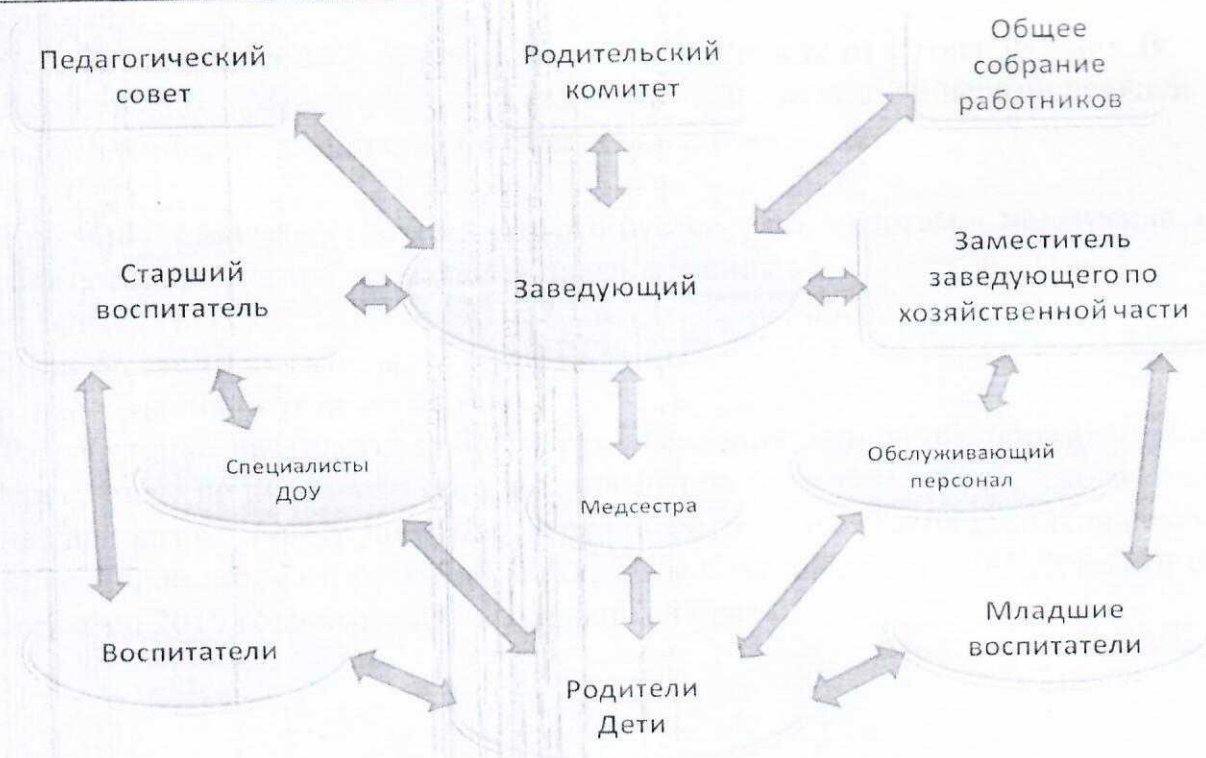 Педагогический
совет
Родительский
комитет
Общее
собрание
работников
Старший
воспитатель
Заведующий
Заместитель
заведующего по
хозяйственной части
Специалисты
ДОУ
Медсестра
Обслуживающий
персонал
Воспитатели
Родители
Дети
Младшие
воспитатели